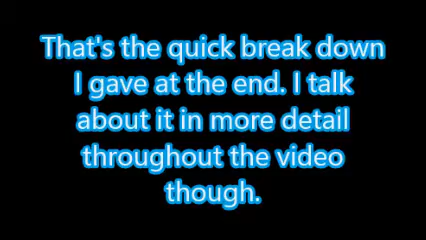 That's the quick break down
I gave at the end. I talk
about it in more detail
throughout the video
though.